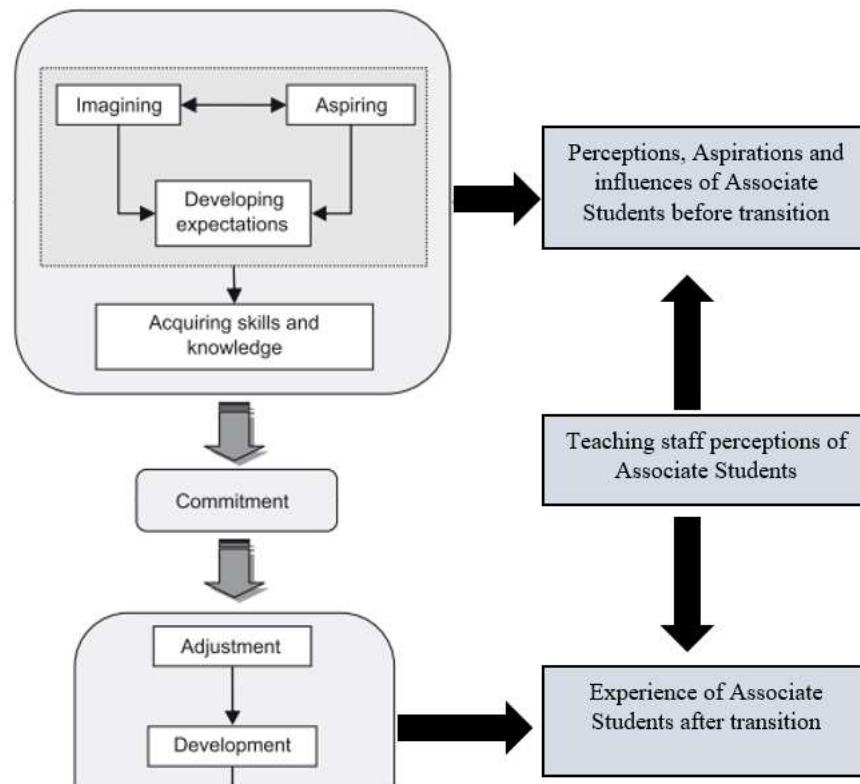 Imagining
Aspiring
Developing
expectations
Acquiring skills and
knowledge
Commitment
Adjustment
Development
Perceptions, Aspirations and
influences of Associate
Students before transition
Teaching staff perceptions of
Associate Students
Experience of Associate
Students after transition